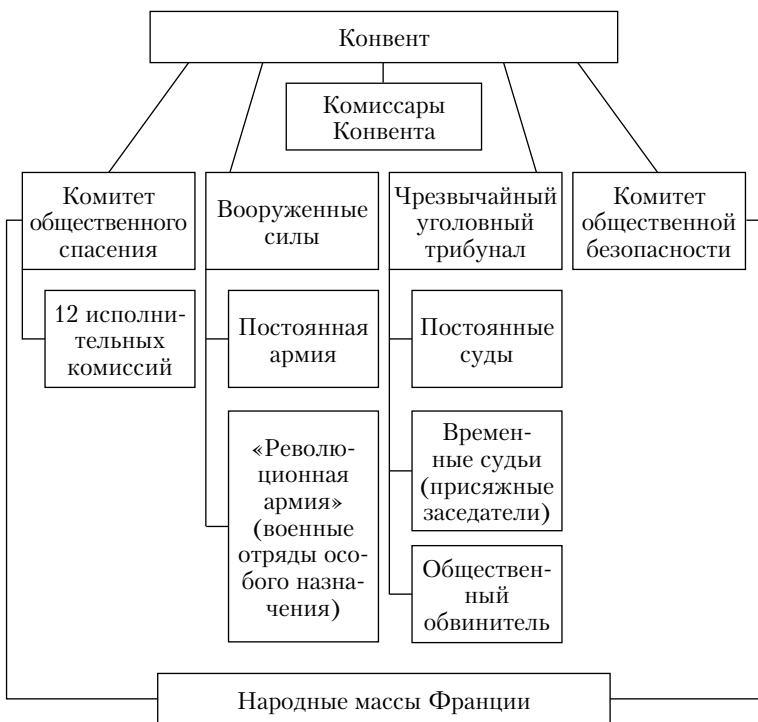 Конвент
Комиссары
Конвента
Комитет
общественного
спасения
Вооруженные
силы
Чрезвычайный
уголовный
трибунал
Комитет
общественной
безопасности
12 исполни-
тельных
комиссий
Постоянная
армия
Постоянные
суды
«Револю-
ционная
армия»
(военные
отряды осо-
бого назна-
чения)
Времен-
ные судьи
(присяжные
заседатели)
Обществен-
ный
обвинитель
Народные массы Франции